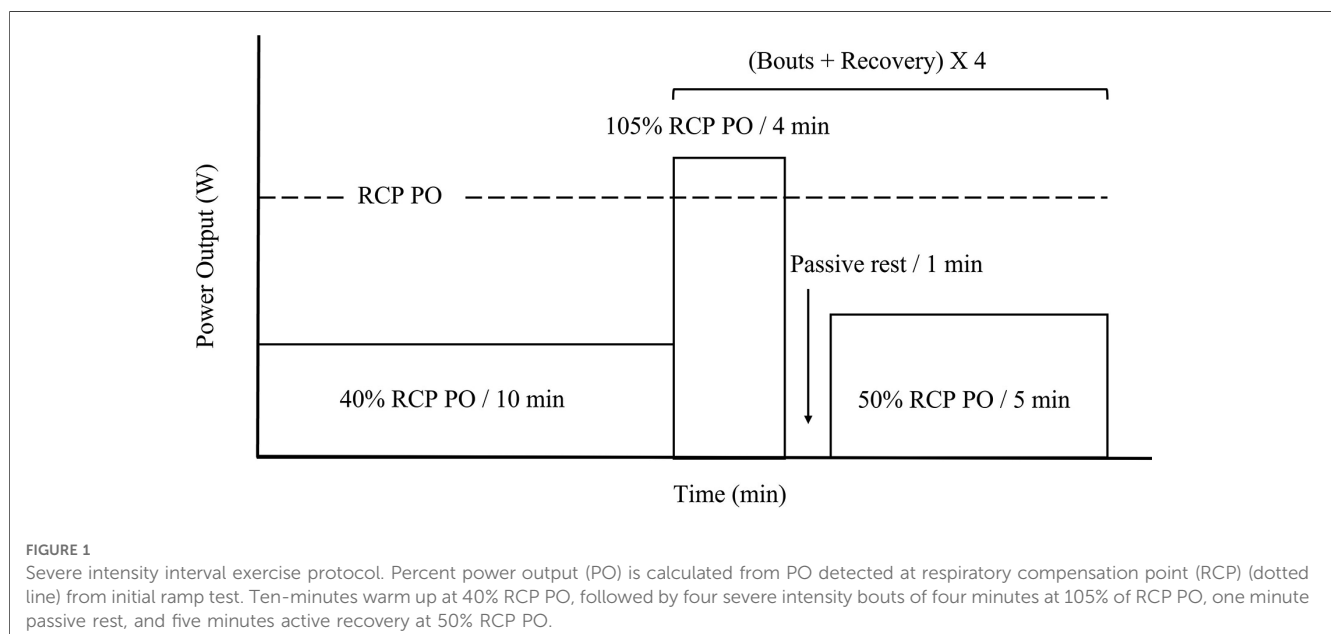 (Bouts + Recovery) X 4
105% RCP PO / 4 min
RCP PO
Passive rest / 1 min
Power Output (W)
40% RCP PO / 10 min
50% RCP PO / 5 min
Time (min)
FIGURE 1
Severe intensity interval exercise protocol. Percent power output (PO) is calculated from PO detected at respiratory compensation point (RCP) (dotted
line) from initial ramp test. Ten-minutes warm up at 40% RCP PO, followed by four severe intensity bouts of four minutes at 105% of RCP PO, one minute
passive rest, and five minutes active recovery at 50% RCP PO.